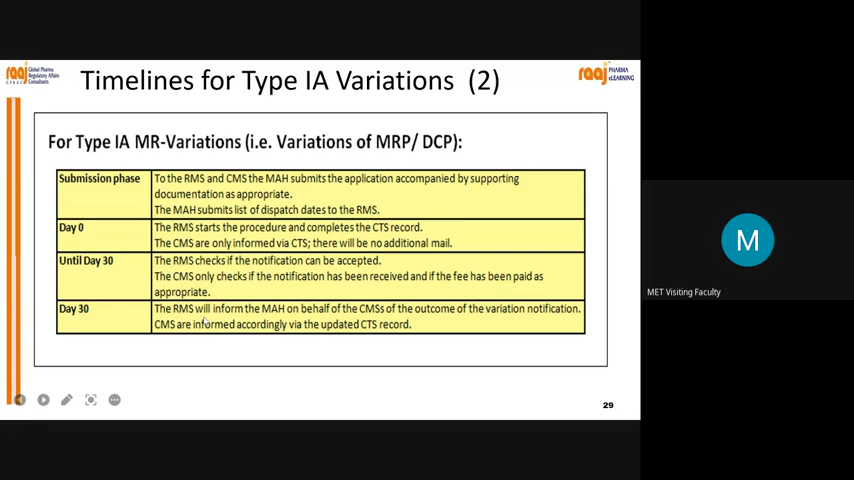 raaj
Global Pharma
Regulatory Affairs
Consultants
Timelines for Type IA Variations (2)
raaj PHARMA
eLEARNING
For Type IA MR-Variations (i.e. Variations of MRP/ DCP):
Submission phase
To the RMS and CMS the MAH submits the application accompanied by supporting
documentation as appropriate.
The MAH submits list of dispatch dates to the RMS.
Day 0
The RMS starts the procedure and completes the CTS record.
The CMS are only informed via CTS; there will be no additional mail.
Until Day 30
The RMS checks if the notification can be accepted.
The CMS only checks if the notification has been received and if the fee has been paid as
appropriate.
Day 30
The RMS will inform the MAH on behalf of the CMSs of the outcome of the variation notification.
CMS are informed accordingly via the updated CTS record.
29
M
MET Visiting Faculty